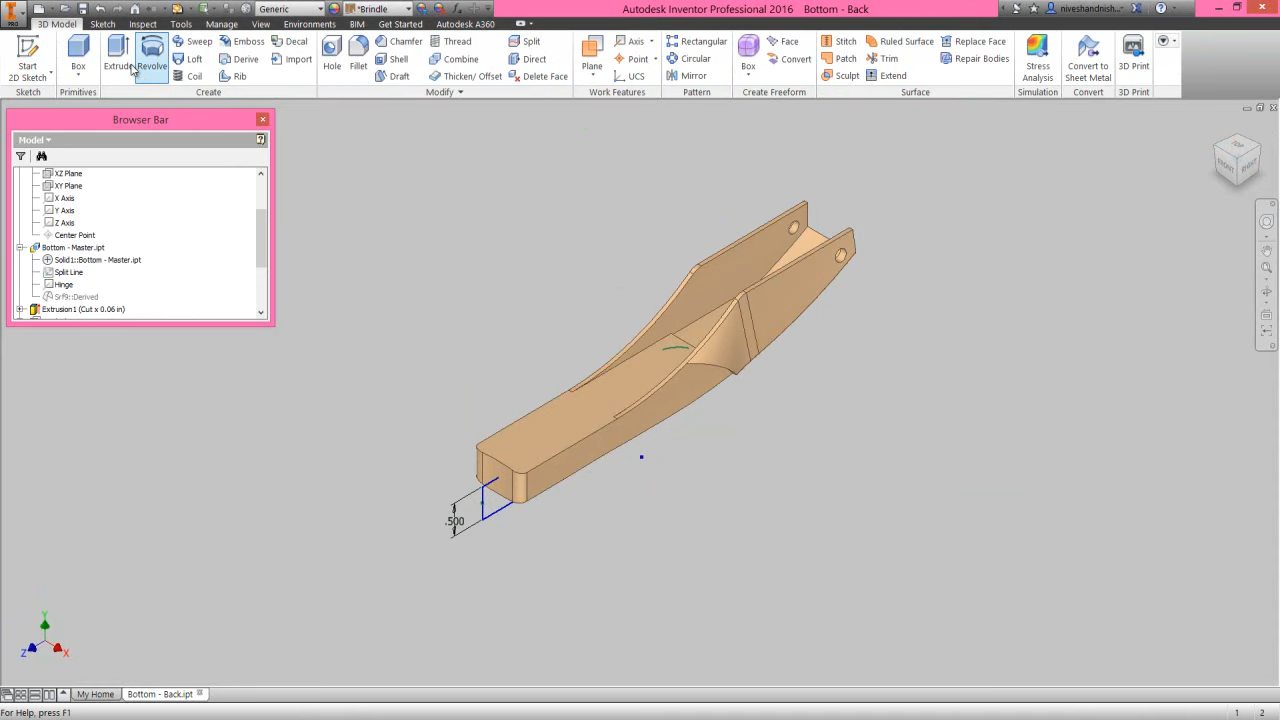 PRO
Generic
Brindle
Autodesk Inventor Professional 2016 Bottom - Back
niveshandnish...
3D Model Sketch Inspect Tools Manage View Environments BIM Get Started Autodesk A360
Start 2D Sketch
Box
Extrude
Revolve
Sweep Emboss Decal
Loft Derive Import
Coil Rib
Hole
Fillet
Chamfer Thread Split
Shell Combine Direct
Draft Thicken/ Offset Delete Face
Plane
Axis
Point
UCS
Rectangular
Circular
Mirror
Box
Face
Convert
Stitch Ruled Surface Replace Face
Patch Trim Repair Bodies
Sculpt Extend
Stress Analysis
Convert to Sheet Metal
3D Print
Sketch Primitives Create Modify Work Features Pattern Create Freeform Surface Simulation Convert 3D Print
Browser Bar
Model
XZ Plane
XY Plane
X Axis
Y Axis
Z Axis
Center Point
Bottom - Master.ipt
Solid1::Bottom - Master.ipt
Split Line
Hinge
Srf9::Derived
Extrusion1 (Cut x 0.06 in)
TOP
FRONT RIGHT
.500
Y
Z X
My Home Bottom - Back.ipt
For Help, press F1 1 2